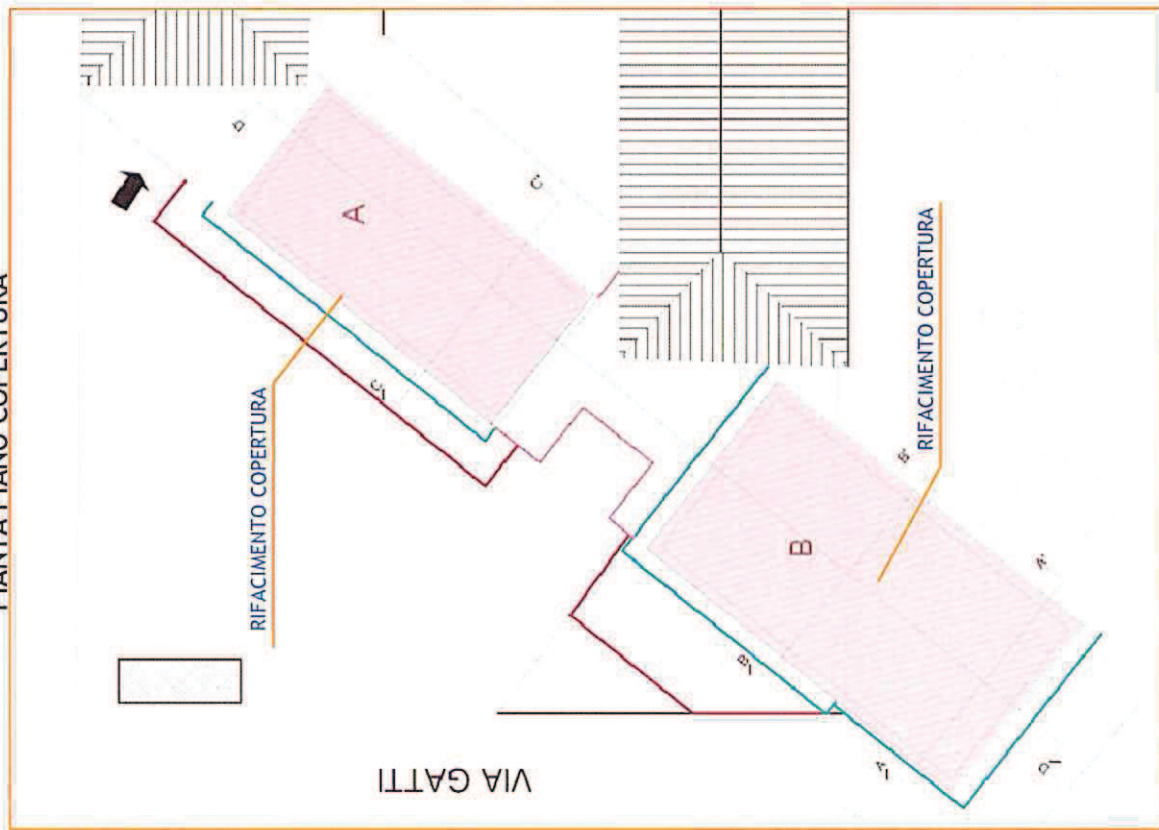 PIANTA PIANO COPERTURA
D
A
C'
C
RIFACIMENTO COPERTURA
RIFACIMENTO COPERTURA
B'
B
A'
B
A
D
VIA GATTI